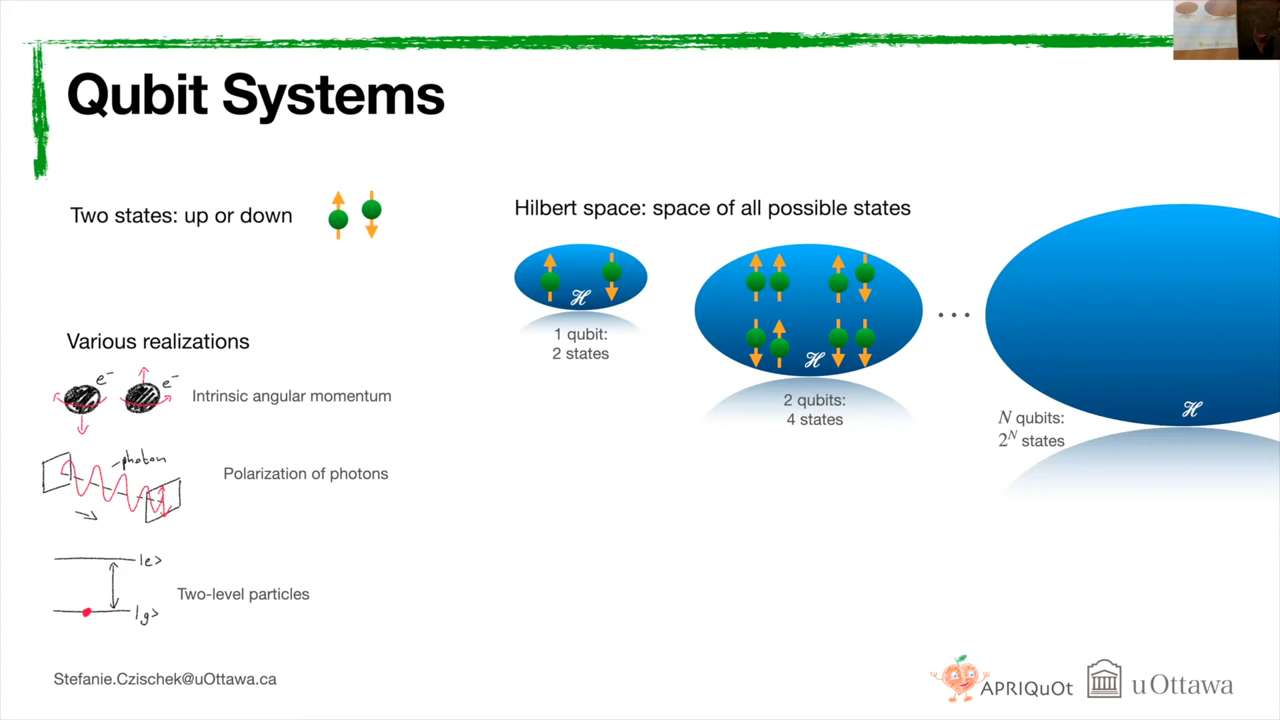 Qubit Systems
Two states: up or down
Various realizations
e⁻
e⁻
Intrinsic angular momentum
photon
Polarization of photons
|e>
|g>
Two-level particles
Hilbert space: space of all possible states
ℋ
1 qubit:
2 states
ℋ
2 qubits:
4 states
...
ℋ
N qubits:
2ᴺ states
Stefanie.Czischek@uOttawa.ca
APRIQuOt
uOttawa